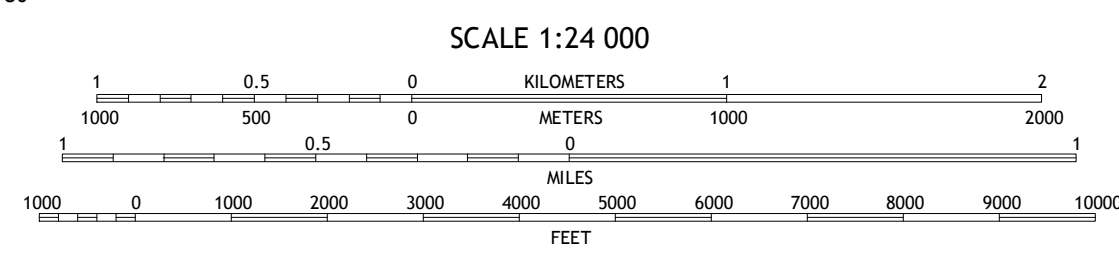 SCALE 1:24 000
1 0.5 0 KILOMETERS 1 2
1000 500 0 METERS 1000 2000
1 0.5 0 1
MILES
1000 0 1000 2000 3000 4000 5000 6000 7000 8000 9000 10000
FEET